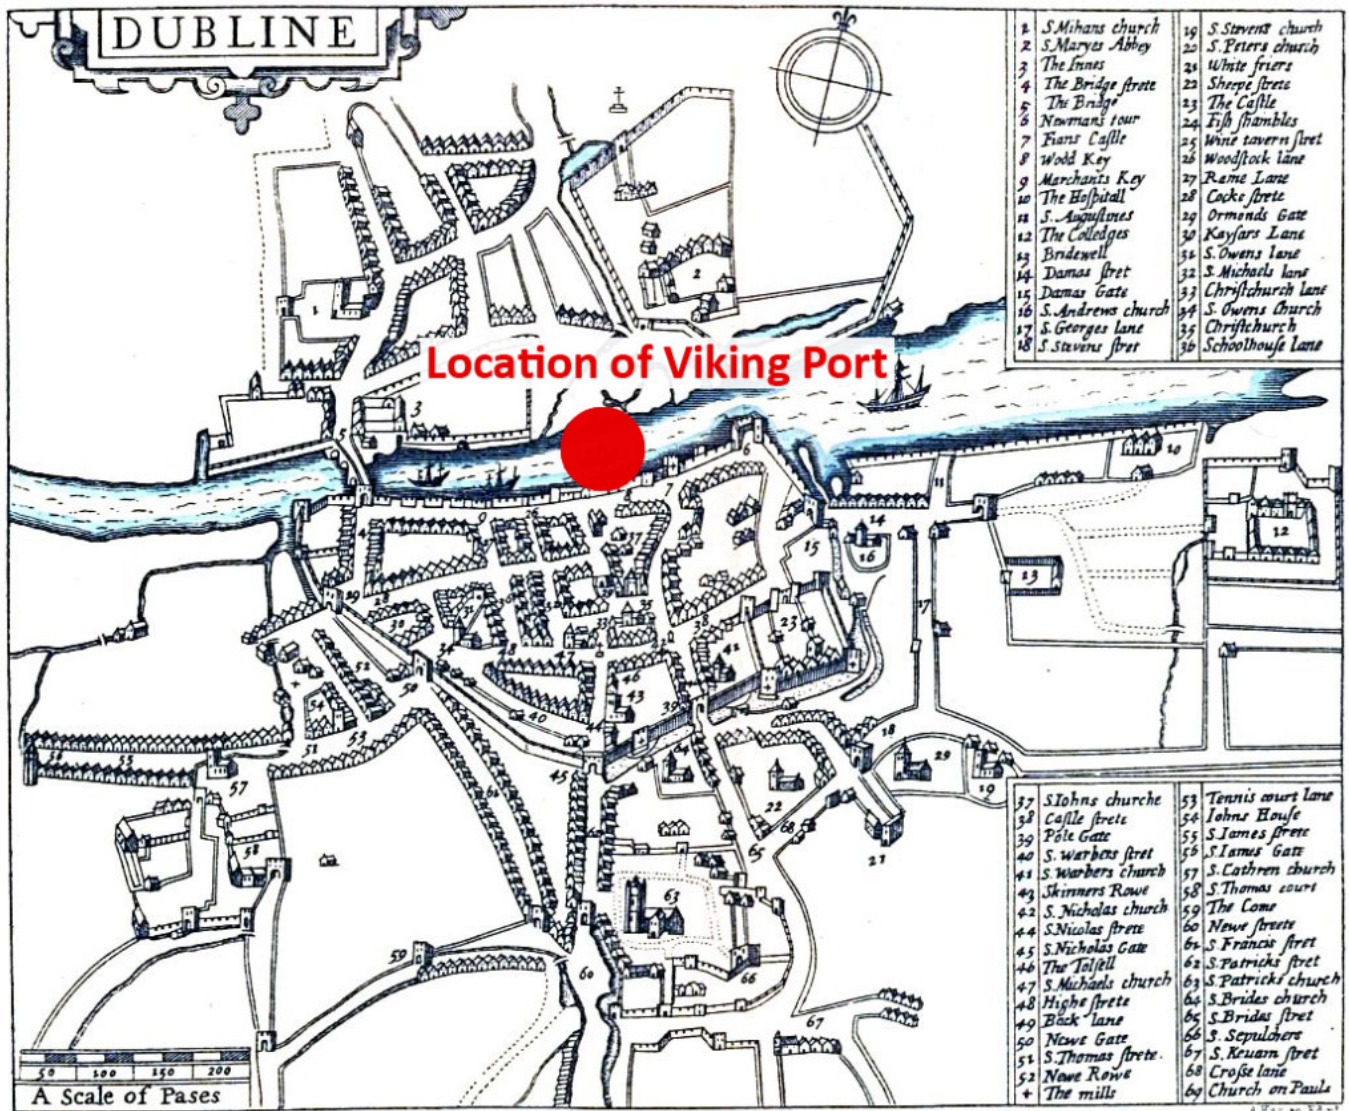 DUBLINE
1 S. Mihans church
2 S. Maryes Abbey
3 The Innes
4 The Bridge strete
5 The Bridge
6 Newmans tour
7 Fians Castle
8 Wodd Key
9 Marchants Key
10 The Hospitall
11 S. Augustines
12 The Colledges
13 Bridewell
14 Damas stret
15 Damas Gate
16 S. Andrews church
17 S. Georges lane
18 S. Stevens stret
19 S. Stevens church
20 S. Peters church
21 White friers
22 Sheepe strete
23 The Castle
24 Fish shambles
25 Wine tavern stret
26 Woodstock lane
27 Rame Lane
28 Cocke strete
29 Ormonds Gate
30 Kaysars Lane
31 S. Owens lane
32 S. Michaels lane
33 Christchurch lane
34 S. Owens Church
35 Christchurch
36 Schoolhouse lane
Location of Viking Port
37 S. Iohns churche
38 Castle strete
39 Pole Gate
40 S. Warbers stret
41 S. Warbers church
43 Skinners Rowe
42 S. Nicholas church
44 S. Nicolas strete
45 S. Nicholas Gate
46 The Tolsell
47 S. Michaels church
48 Highe strete
49 Back lane
50 Newe Gate
51 S. Thomas strete.
52 Newe Rowe
+ The mills
53 Tennis court lane
54 Iohns House
55 S. Iames strete
56 S. Iames Gate
57 S. Cathren church
58 S. Thomas court
59 The Come
60 Newe streete
61 S. Francis stret
62 S. Patricks stret
63 S. Patricks church
64 S. Brides church
65 S. Brides stret
66 S. Sepulchers
67 S. Kevam stret
68 Crosse lane
69 Church on Pauls
50 100 150 200
A Scale of Pases